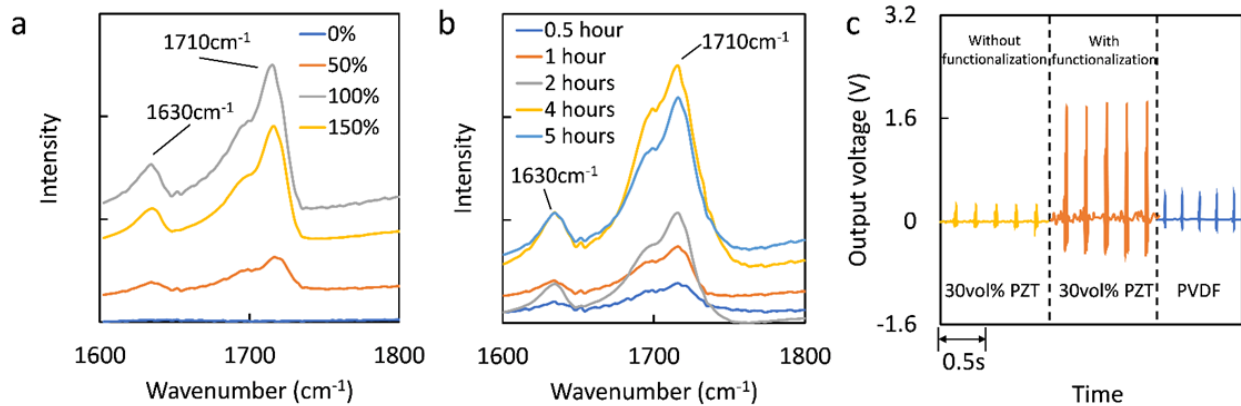 a
1710cm⁻¹
1630cm⁻¹
0%
50%
100%
150%
Intensity
1600
1700
1800
Wavenumber (cm⁻¹)
b
0.5 hour
1 hour
2 hours
4 hours
5 hours
1710cm⁻¹
1630cm⁻¹
Intensity
1600
1700
1800
Wavenumber (cm⁻¹)
c
3.2
1.6
0
-1.6
Output voltage (V)
Without
functionalization
With
functionalization
30vol% PZT
30vol% PZT
PVDF
0.5s
Time